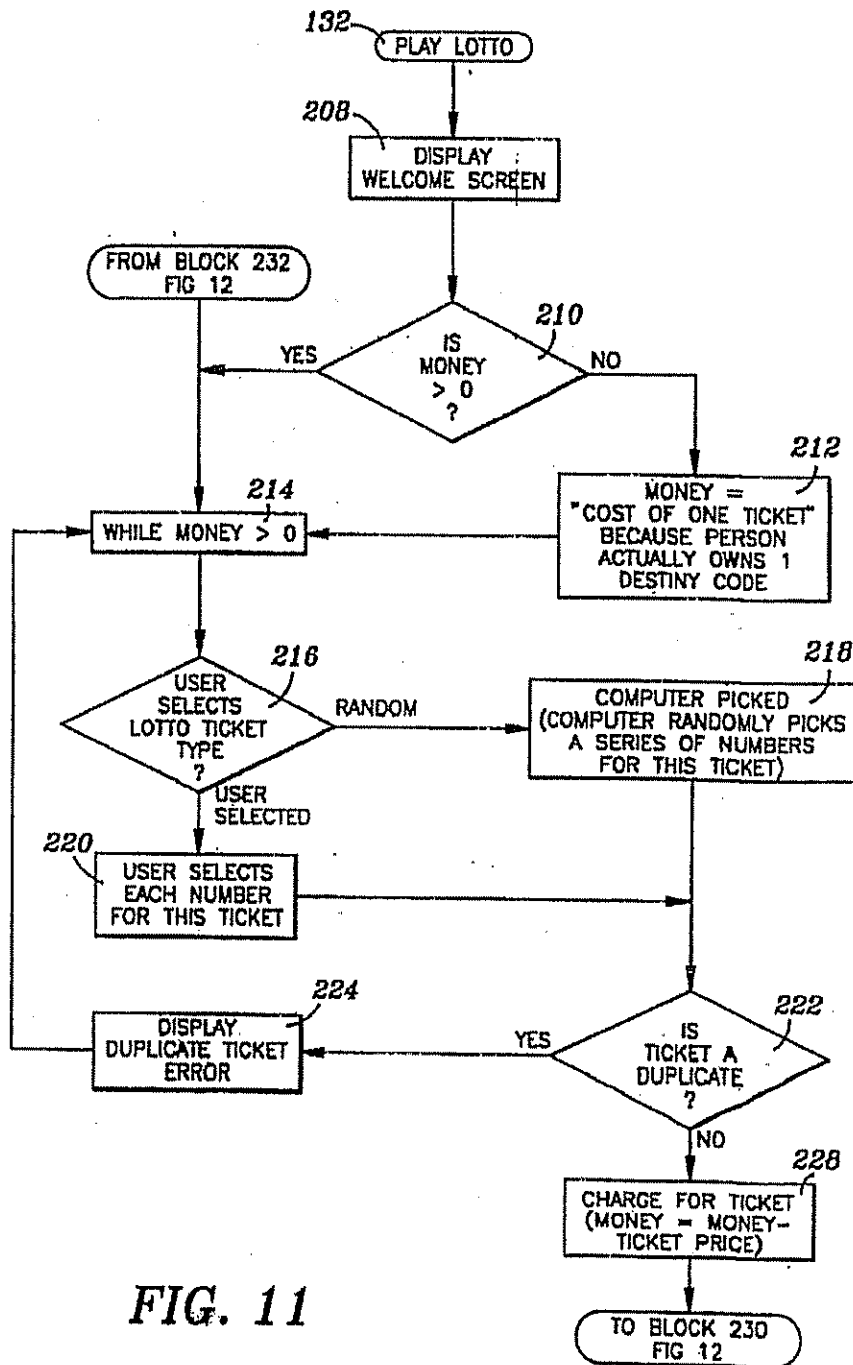 132
PLAY LOTTO
208
DISPLAY
WELCOME SCREEN
FROM BLOCK 232
FIG 12
210
IS
MONEY
> 0
?
YES
NO
212
MONEY =
"COST OF ONE TICKET"
BECAUSE PERSON
ACTUALLY OWNS 1
DESTINY CODE
214
WHILE MONEY > 0
216
USER
SELECTS
LOTTO TICKET
TYPE
?
RANDOM
USER
SELECTED
218
COMPUTER PICKED
(COMPUTER RANDOMLY PICKS
A SERIES OF NUMBERS
FOR THIS TICKET)
220
USER SELECTS
EACH NUMBER
FOR THIS TICKET
222
IS
TICKET A
DUPLICATE
?
YES
NO
224
DISPLAY
DUPLICATE TICKET
ERROR
228
CHARGE FOR TICKET
(MONEY = MONEY-
TICKET PRICE)
TO BLOCK 230
FIG 12
FIG. 11